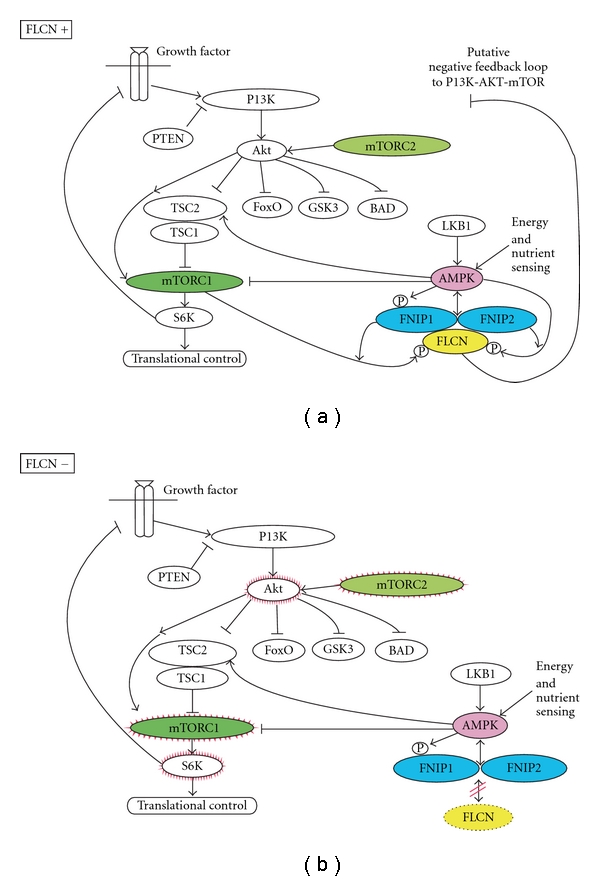 FLCN +
Growth factor
Putative
negative feedback loop
to P13K-AKT-mTOR
P13K
PTEN
Akt
mTORC2
TSC2
FoxO
GSK3
BAD
TSC1
LKB1
Energy
and
nutrient
sensing
mTORC1
AMPK
P
S6K
FNIP1
FNIP2
FLCN
P
P
Translational control
( a )
FLCN −
Growth factor
P13K
PTEN
Akt
mTORC2
TSC2
FoxO
GSK3
BAD
TSC1
LKB1
Energy
and
nutrient
sensing
mTORC1
AMPK
P
S6K
FNIP1
FNIP2
Translational control
FLCN
( b )